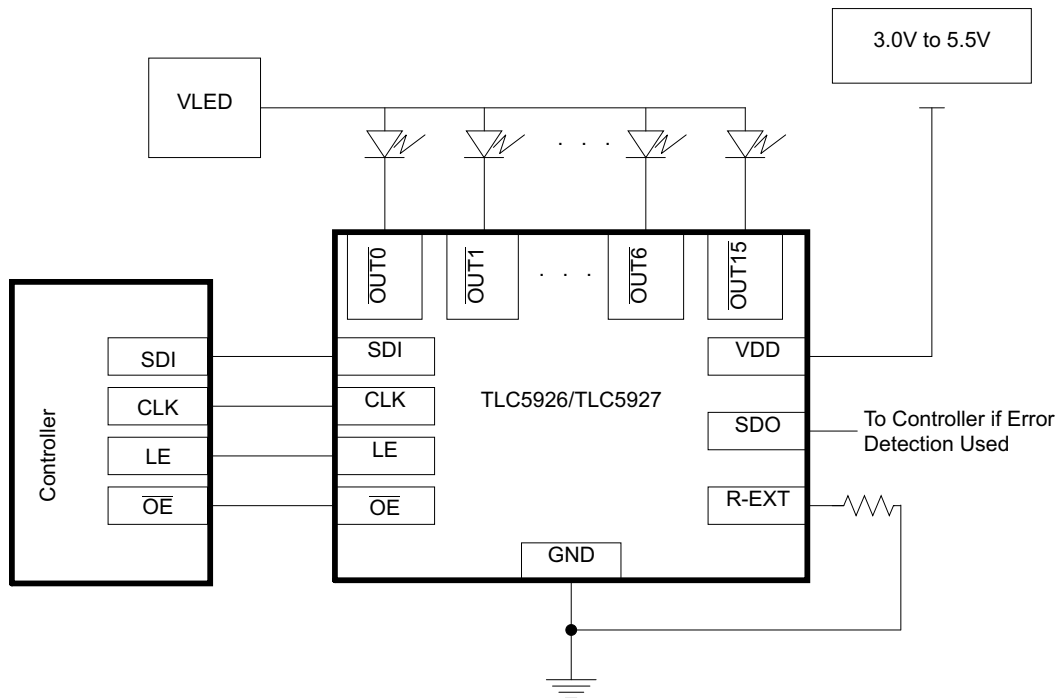 3.0V to 5.5V
VLED
. . .
OUT0
OUT1
. . .
OUT6
OUT15
Controller
SDI
CLK
LE
OE
SDI
CLK
LE
OE
TLC5926/TLC5927
VDD
SDO
R-EXT
GND
To Controller if Error
Detection Used